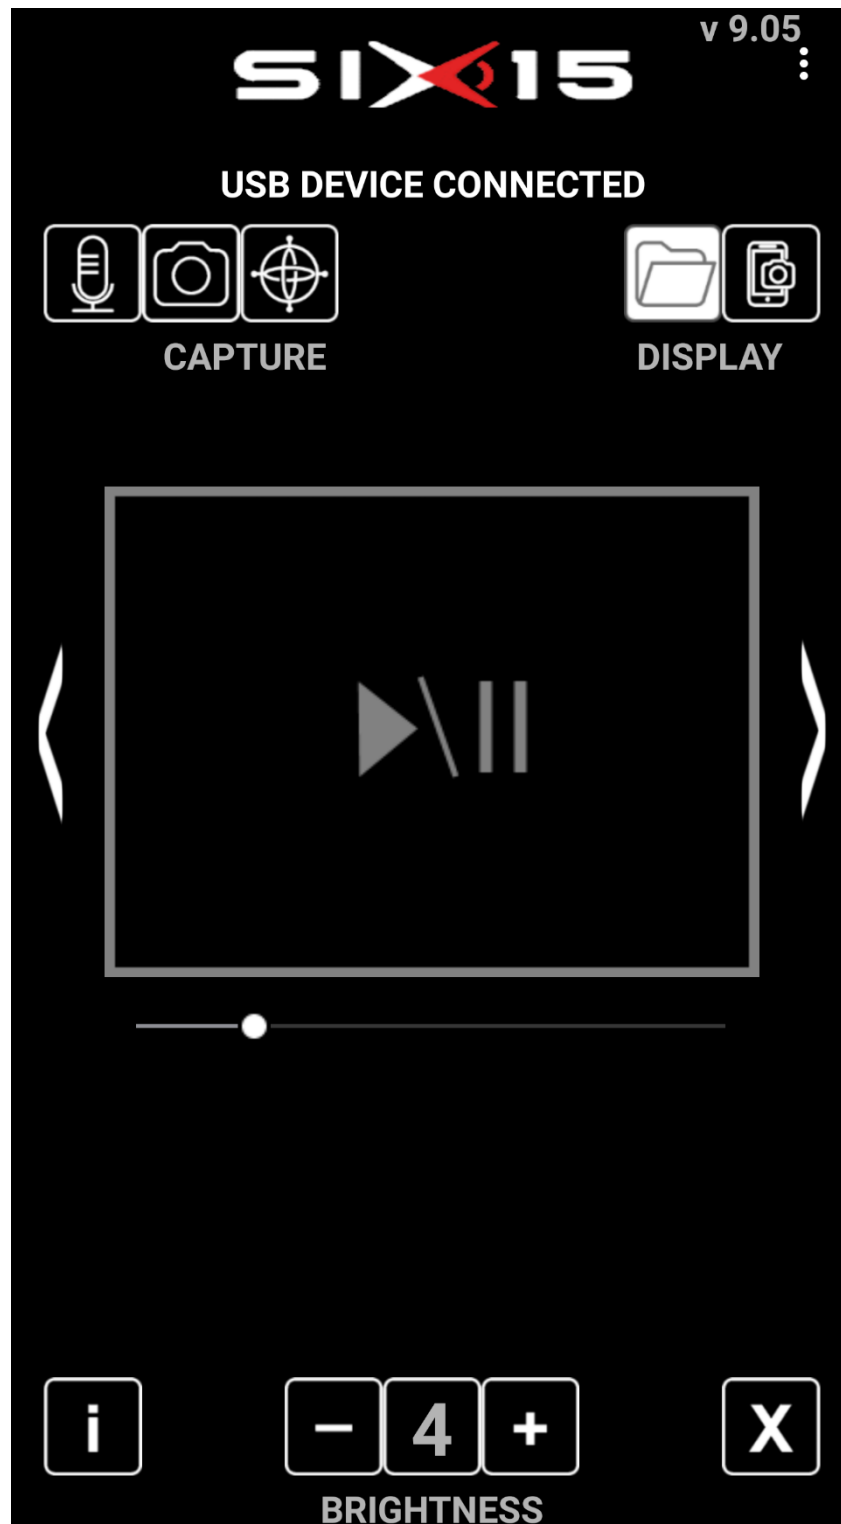 v 9.05
SIX15
USB DEVICE CONNECTED
CAPTURE
DISPLAY
i
− 4 +
X
BRIGHTNESS